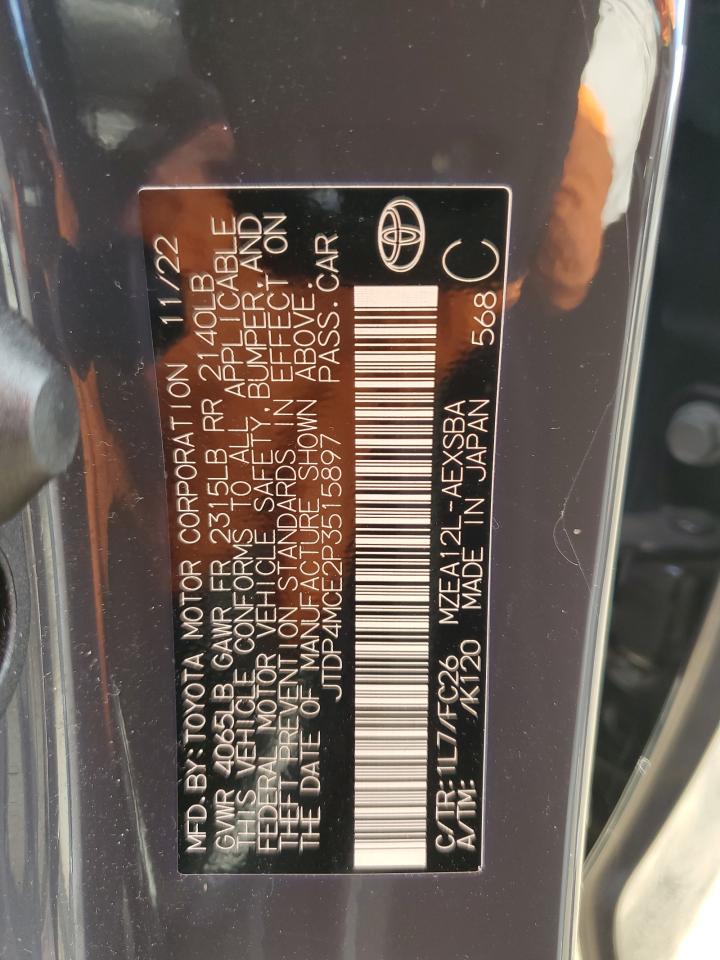 MFD. BY: TOYOTA MOTOR CORPORATION 11/22
GVWR 4065LB GAWR FR 2315LB RR 2140LB
THIS VEHICLE CONFORMS TO ALL APPLICABLE
FEDERAL MOTOR VEHICLE SAFETY, BUMPER, AND
THEFT PREVENTION STANDARDS IN EFFECT ON
THE DATE OF MANUFACTURE SHOWN ABOVE.
JTDP4MCE2P3515897 PASS. CAR
C/TR: 1L7/FC26 MZEA12L-AEXSBA
A/TM: /K120 MADE IN JAPAN 568 C